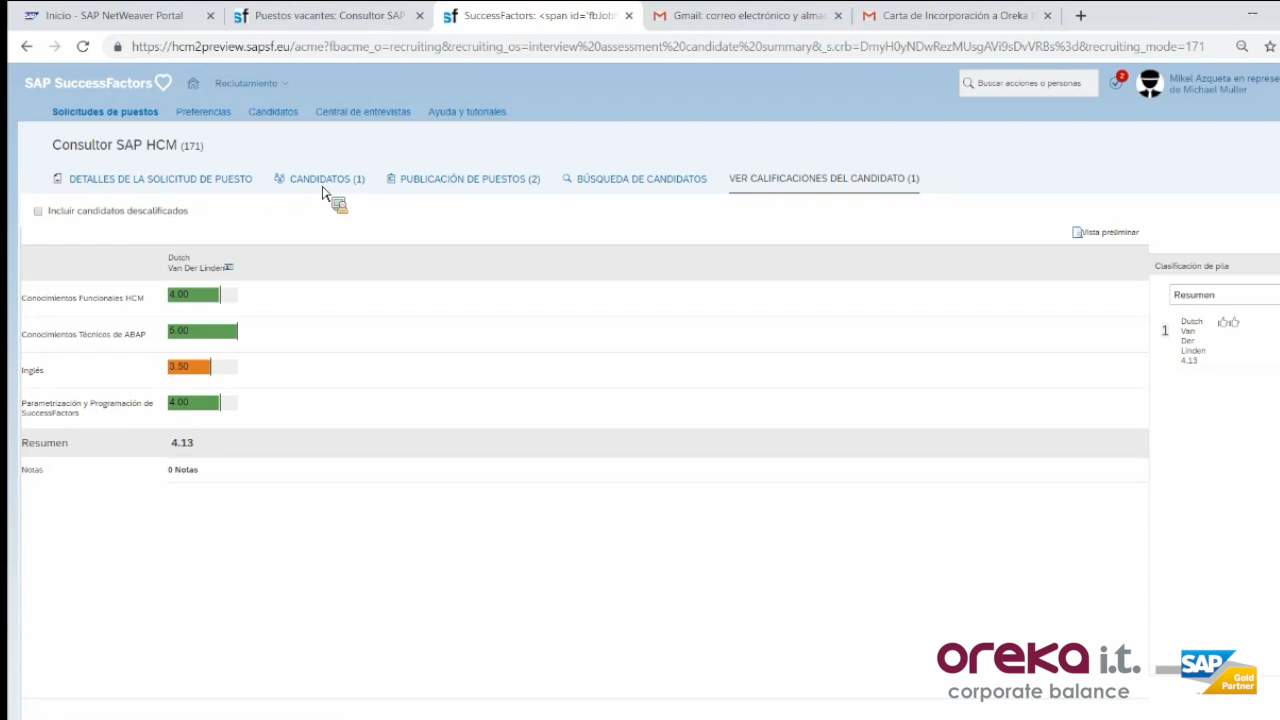 Inicio - SAP NetWeaver Portal
Puestos vacantes: Consultor SAP
SuccessFactors: <span id="fbJobI
Gmail: correo electrónico y alma
Carta de Incorporación a Oreka I
https://hcm2preview.sapsf.eu/acme?fbacme_o=recruiting&recruiting_os=interview%20assessment%20candidate%20summary&_s.crb=DmyH0yNDwRezMUsgAVi9sDvVRBs%3d&recruiting_mode=171
SAP SuccessFactors
Reclutamiento
Buscar acciones o personas
2
Mikel Azqueta en represe
de Michael Muller
Solicitudes de puestos
Preferencias
Candidatos
Central de entrevistas
Ayuda y tutoriales
Consultor SAP HCM (171)
DETALLES DE LA SOLICITUD DE PUESTO
CANDIDATOS (1)
PUBLICACIÓN DE PUESTOS (2)
BÚSQUEDA DE CANDIDATOS
VER CALIFICACIONES DEL CANDIDATO (1)
Incluir candidatos descalificados
Vista preliminar
Dutch
Van Der Linden
Conocimientos Funcionales HCM
4.00
Conocimientos Técnicos de ABAP
5.00
Inglés
3.50
Parametrización y Programación de
SuccessFactors
4.00
Resumen
4.13
Notas
0 Notas
Clasificación de pila
Resumen
1
Dutch
Van
Der
Linden
4.13
oreka i.t.
corporate balance
SAP
Gold
Partner